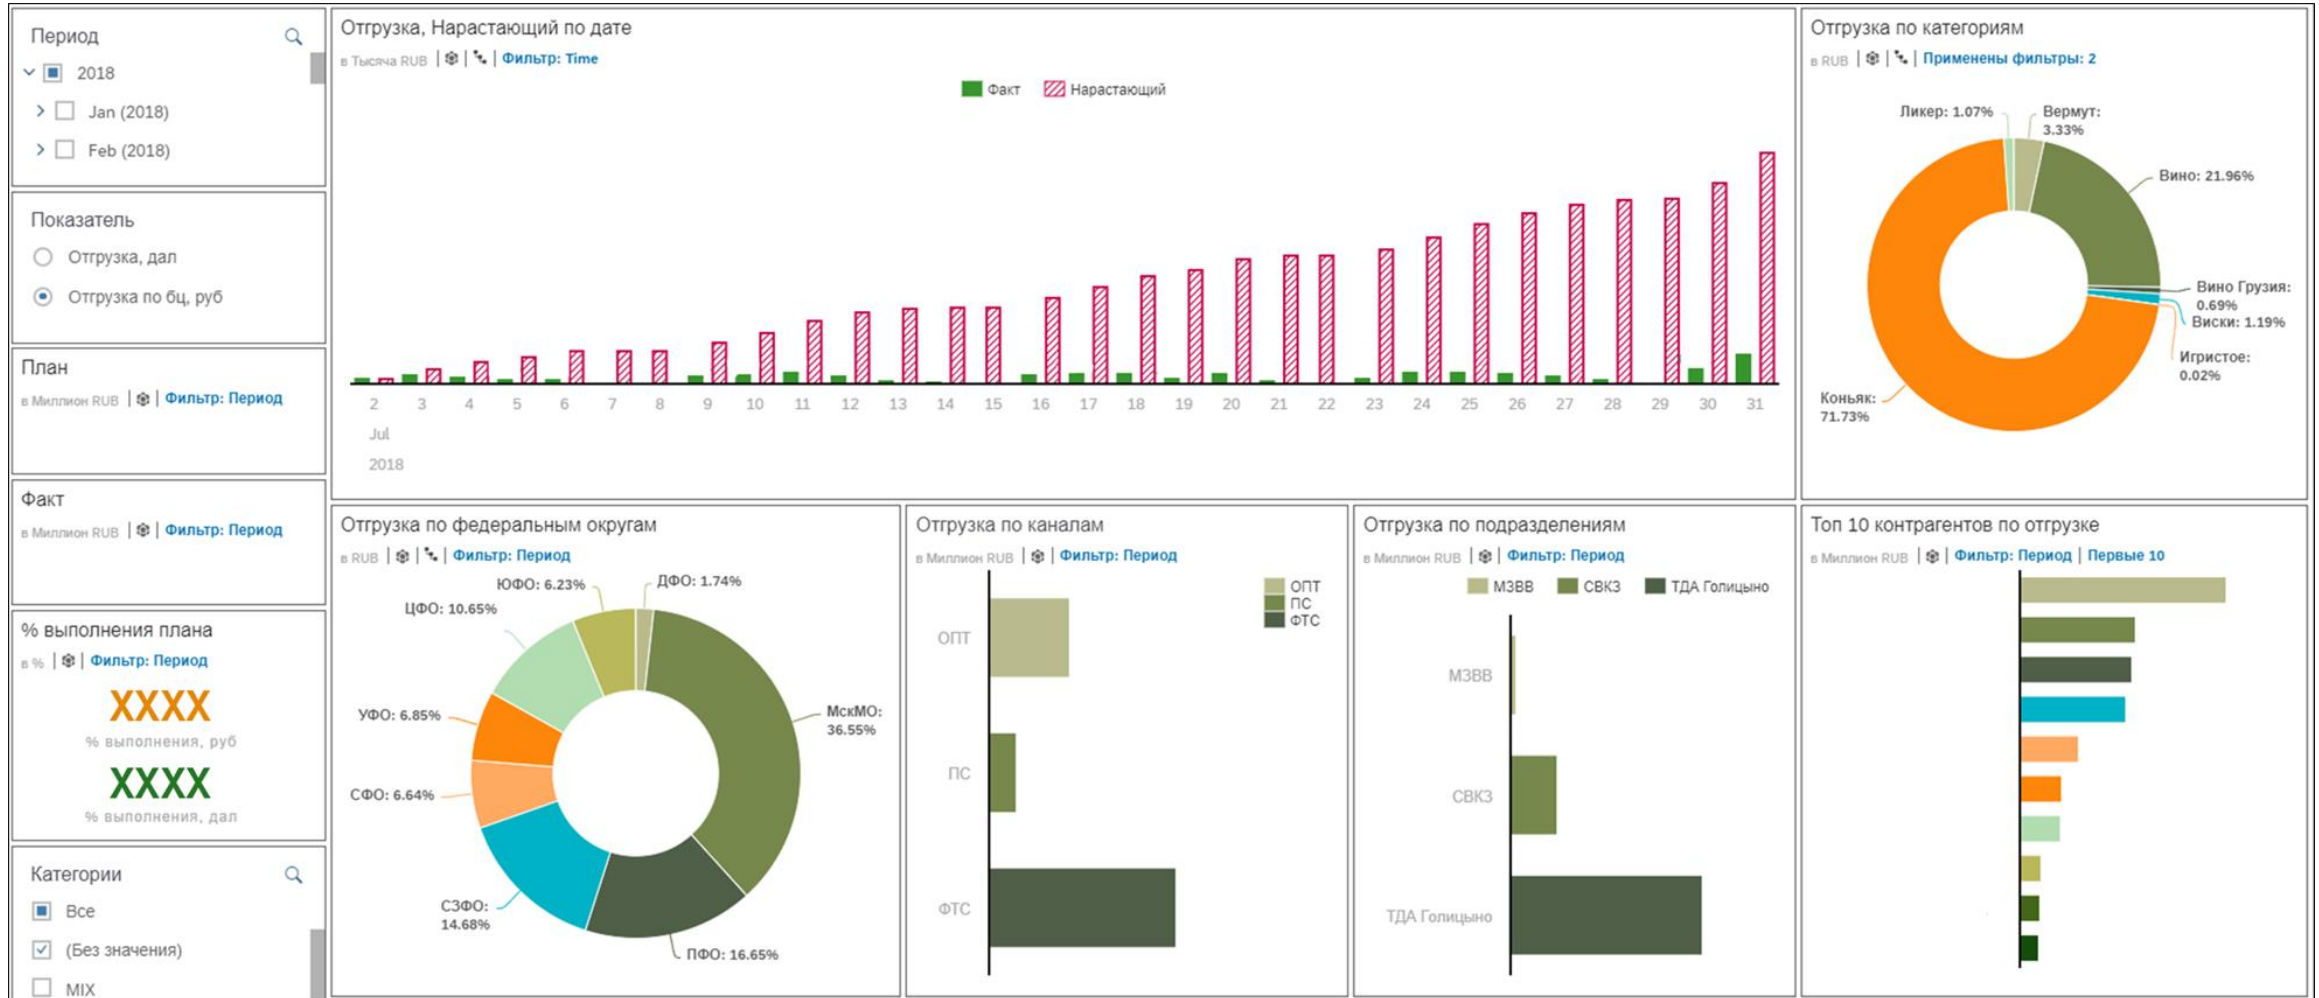 Период
2018
Jan (2018)
Feb (2018)
Показатель
Отгрузка, дал
Отгрузка по бц, руб
План
в Миллион RUB | Фильтр: Период
Факт
в Миллион RUB | Фильтр: Период
% выполнения плана
в % | Фильтр: Период
XXXX
% выполнения, руб
XXXX
% выполнения, дал
Категории
Все
(Без значения)
MIX
Отгрузка, Нарастающий по дате
в Тысяча RUB | Фильтр: Time
Факт Нарастающий
2 3 4 5 6 7 8 9 10 11 12 13 14 15 16 17 18 19 20 21 22 23 24 25 26 27 28 29 30 31
Jul
2018
Отгрузка по категориям
в RUB | Применены фильтры: 2
Ликер: 1.07%
Вермут:
3.33%
Вино: 21.96%
Вино Грузия:
0.69%
Виски: 1.19%
Игристое:
0.02%
Коньяк:
71.73%
Отгрузка по федеральным округам
в RUB | Фильтр: Период
ЮФО: 6.23%
ДФО: 1.74%
ЦФО: 10.65%
УФО: 6.85%
МскМО:
36.55%
СФО: 6.64%
СЗФО:
14.68%
ПФО: 16.65%
Отгрузка по каналам
в Миллион RUB | Фильтр: Период
ОПТ
ПС
ФТС
ОПТ
ПС
ФТС
Отгрузка по подразделениям
в Миллион RUB | Фильтр: Период
МЗВВ СВКЗ ТДА Голицыно
МЗВВ
СВКЗ
ТДА Голицыно
Топ 10 контрагентов по отгрузке
в Миллион RUB | Фильтр: Период | Первые 10